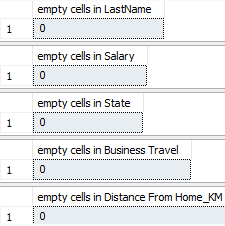 empty cells in LastName
1 0
empty cells in Salary
1 0
empty cells in State
1 0
empty cells in Business Travel
1 0
empty cells in Distance From Home_KM
1 0